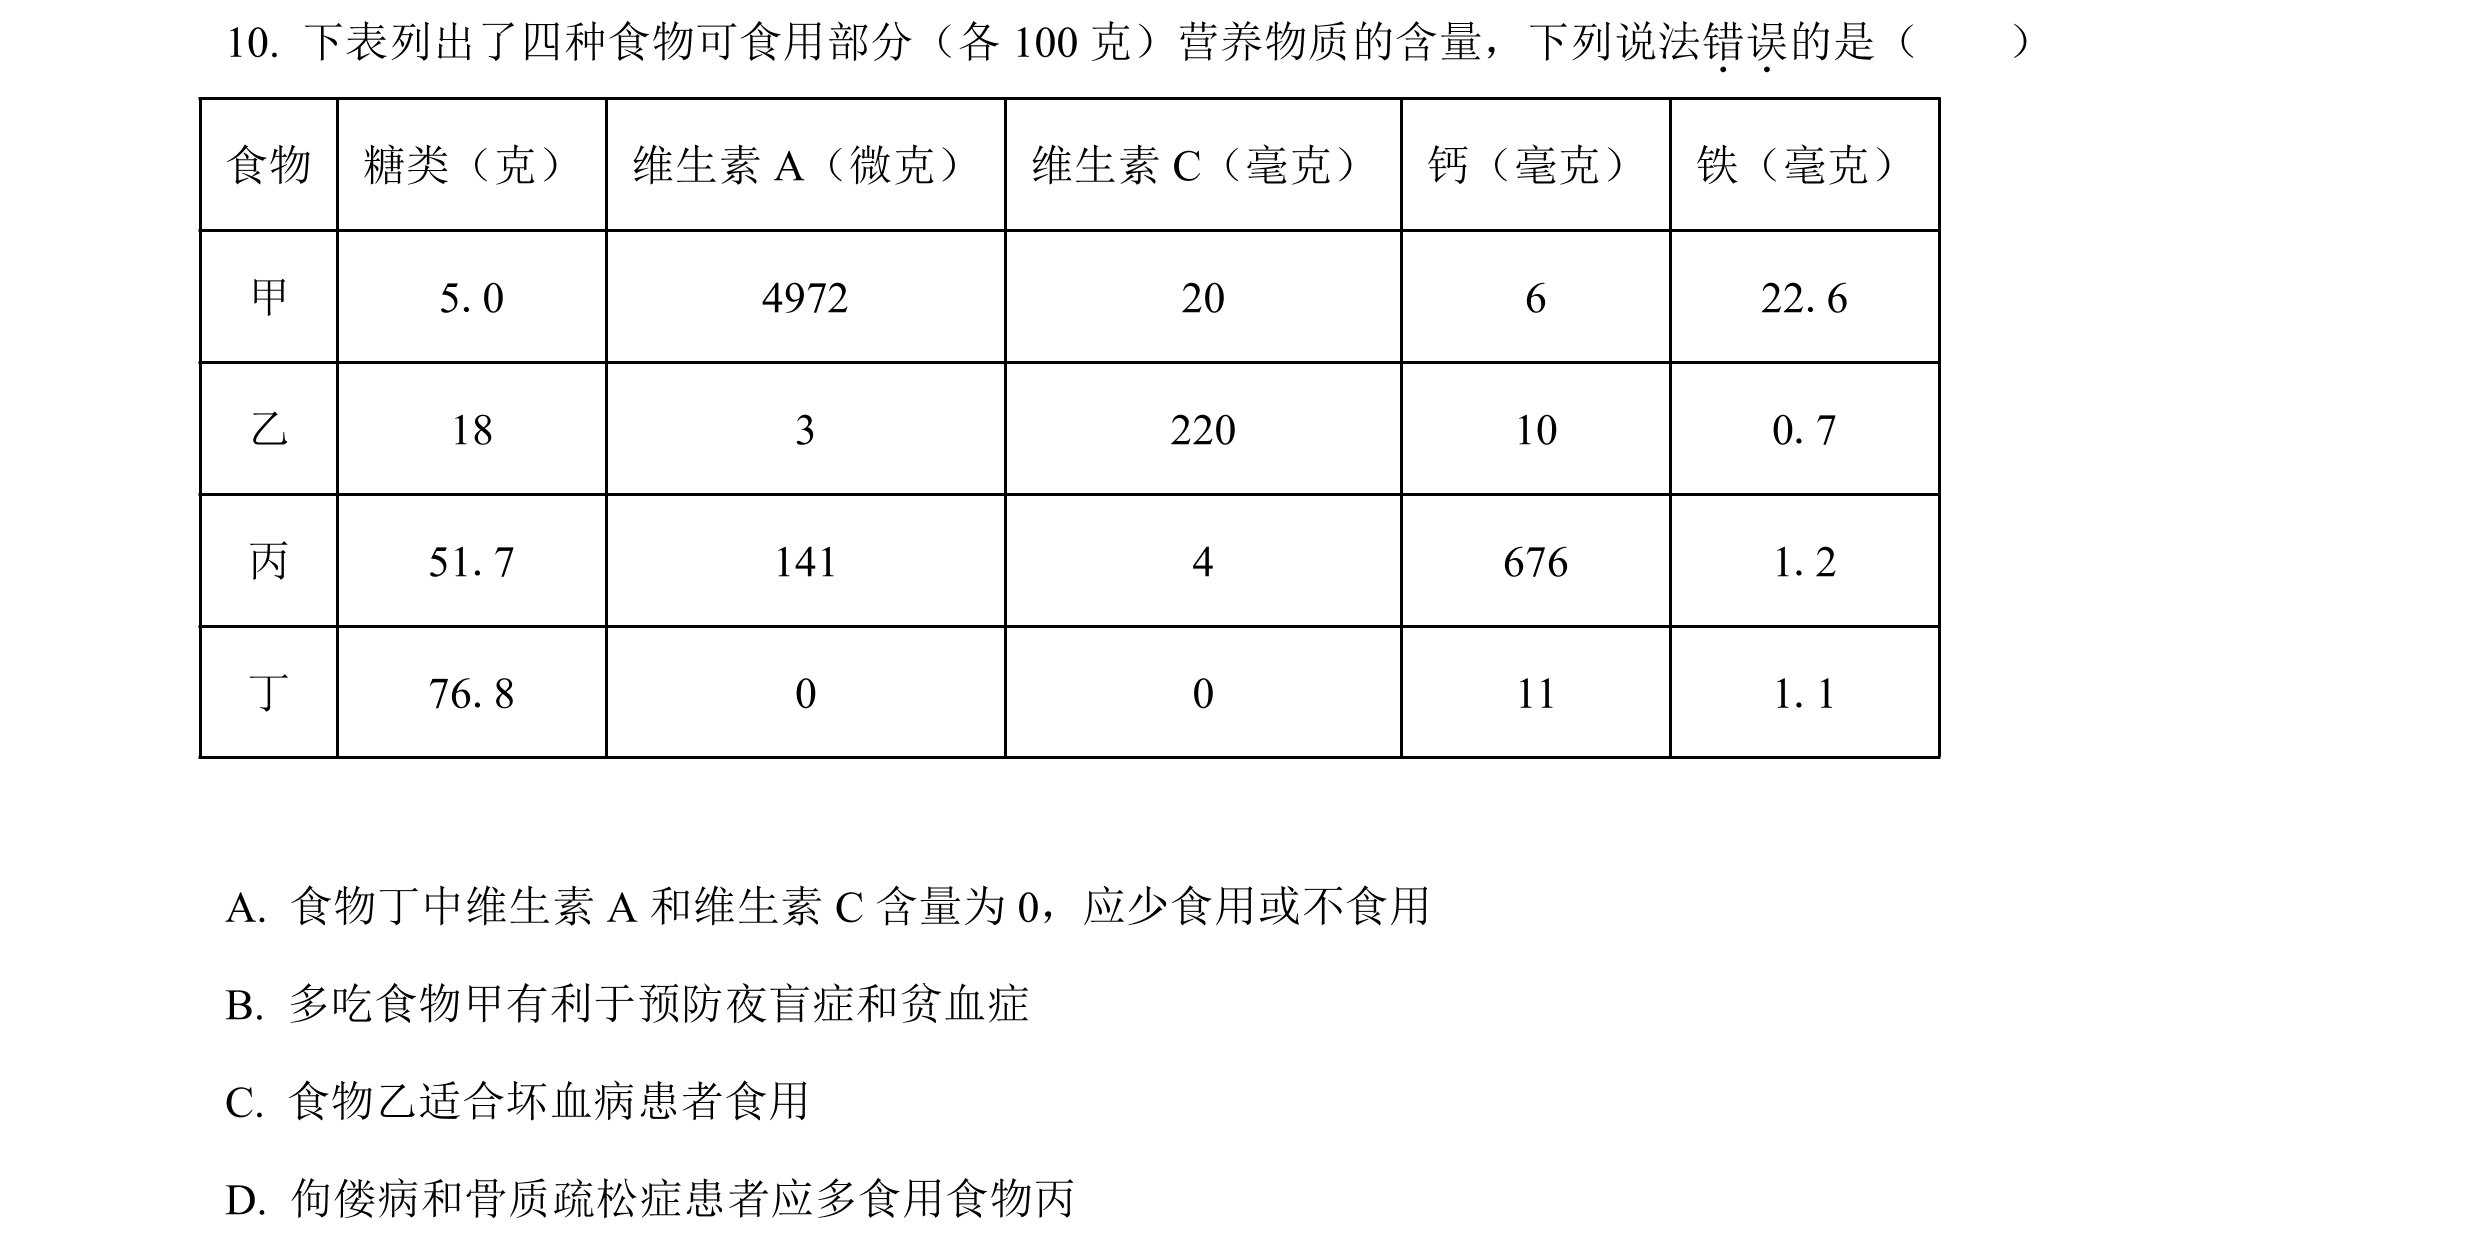 10. 下表列出了四种食物可食用部分（各 100 克）营养物质的含量，下列说法错误的是（　　）
食物 糖类（克） 维生素 A（微克） 维生素 C（毫克） 钙（毫克） 铁（毫克）
甲 5. 0 4972 20 6 22. 6
乙 18 3 220 10 0. 7
丙 51. 7 141 4 676 1. 2
丁 76. 8 0 0 11 1. 1
A. 食物丁中维生素 A 和维生素 C 含量为 0，应少食用或不食用
B. 多吃食物甲有利于预防夜盲症和贫血症
C. 食物乙适合坏血病患者食用
D. 佝偻病和骨质疏松症患者应多食用食物丙